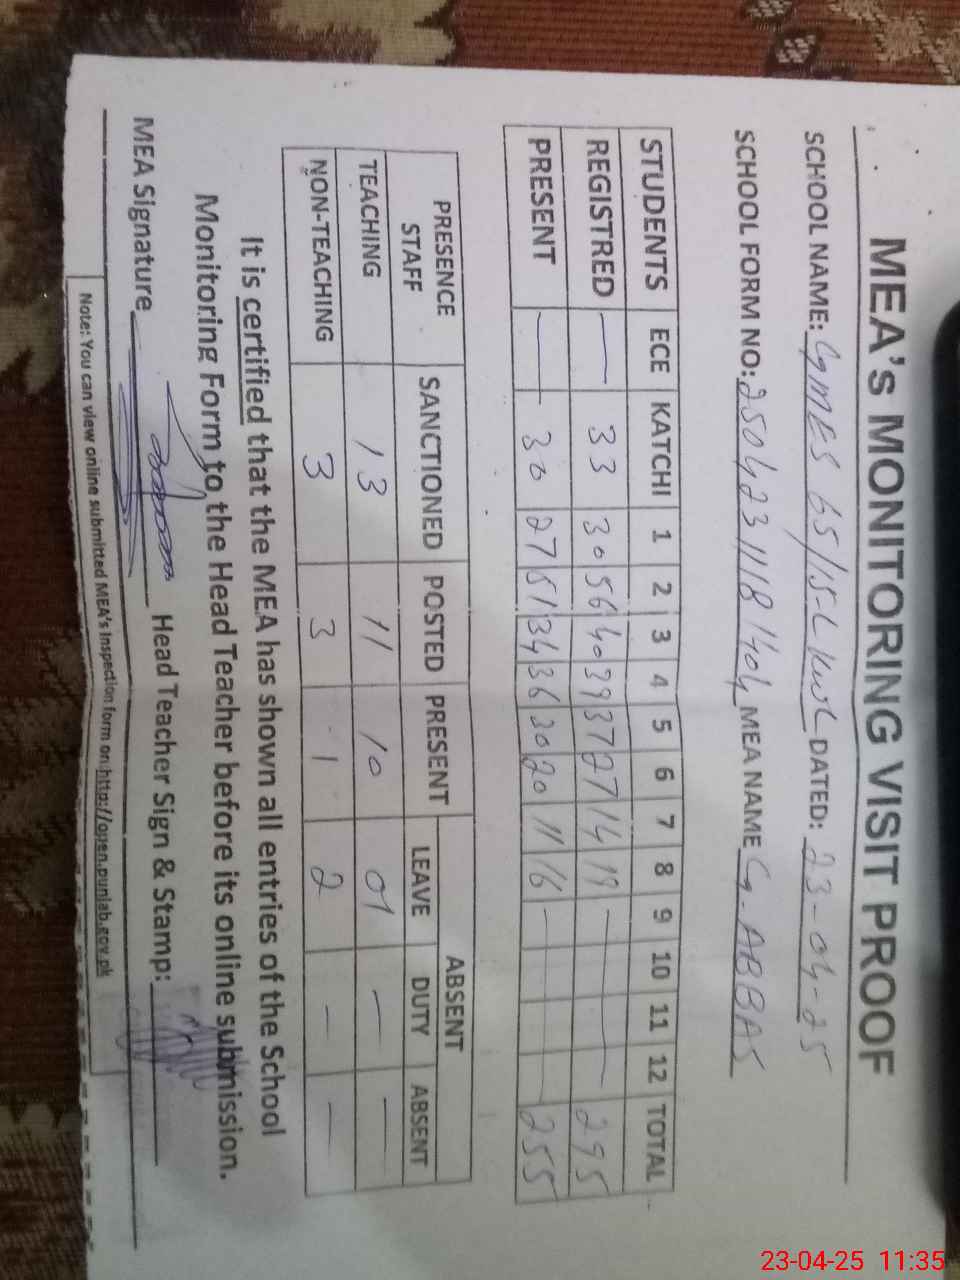 MEA's MONITORING VISIT PROOF
SCHOOL NAME: GMES 65/15-L DATED: 23-04-25
SCHOOL FORM NO: 25042311181404 MEA NAME G. ABBAS
STUDENTS ECE KATCHI 1 2 3 4 5 6 7 8 9 10 11 12 TOTAL
REGISTRED — 33 30 56 40 39 37 27 14 19 — 295
PRESENT — 30 27 51 34 36 30 20 11 16 — 255
PRESENCE STAFF SANCTIONED POSTED PRESENT ABSENT
LEAVE DUTY ABSENT
TEACHING 13 11 10 01 — —
NON-TEACHING 3 3 1 2 — —
It is certified that the MEA has shown all entries of the School
Monitoring Form to the Head Teacher before its online submission.
MEA Signature Head Teacher Sign & Stamp:
Note: You can view online submitted MEA's Inspection form on http://open.punjab.gov.pk
23-04-25 11:35